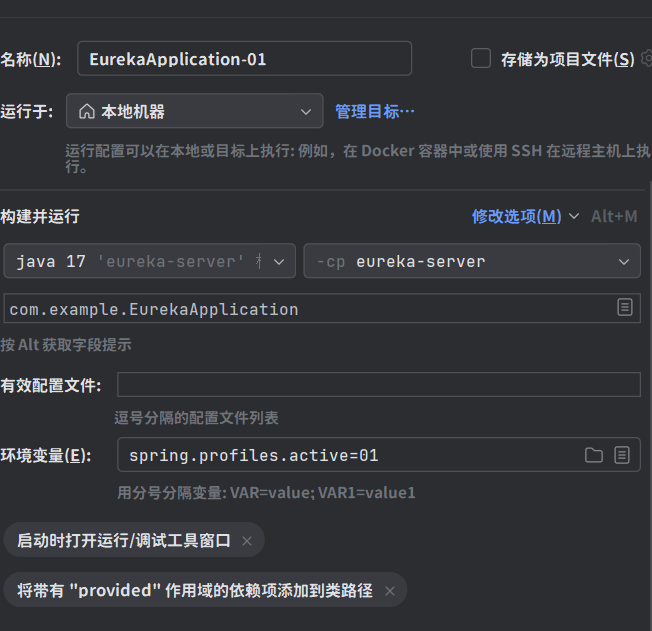 名称(N): EurekaApplication-01 存储为项目文件(S)
运行于: 本地机器 管理目标…
运行配置可以在本地或目标上执行: 例如，在 Docker 容器中或使用 SSH 在远程主机上执
行。
构建并运行 修改选项(M) Alt+M
java 17 'eureka-server' -cp eureka-server
com.example.EurekaApplication
按 Alt 获取字段提示
有效配置文件:
逗号分隔的配置文件列表
环境变量(E): spring.profiles.active=01
用分号分隔变量: VAR=value; VAR1=value1
启动时打开运行/调试工具窗口 ×
将带有 "provided" 作用域的依赖项添加到类路径 ×